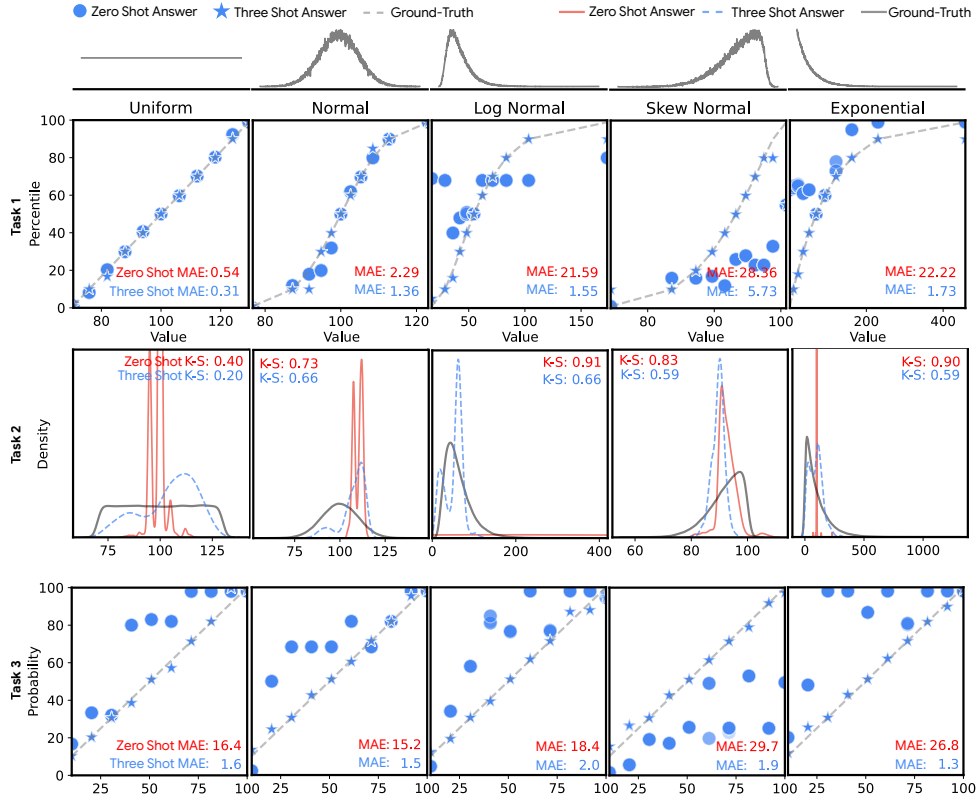 Zero Shot Answer Three Shot Answer Ground-Truth Zero Shot Answer Three Shot Answer Ground-Truth
Uniform Normal Log Normal Skew Normal Exponential
Task 1
Percentile
100
80
60
40
20
0
Zero Shot MAE: 0.54
Three Shot MAE: 0.31
MAE: 2.29
MAE: 1.36
MAE: 21.59
MAE: 1.55
MAE: 28.36
MAE: 5.73
MAE: 22.22
MAE: 1.73
80 100 120 80 100 120 50 100 150 80 90 100 200 400
Value Value Value Value Value
Task 2
Density
Zero Shot K-S: 0.40
Three Shot K-S: 0.20
K-S: 0.73
K-S: 0.66
K-S: 0.91
K-S: 0.66
K-S: 0.83
K-S: 0.59
K-S: 0.90
K-S: 0.59
75 100 125 75 100 125 0 200 400 60 80 100 0 500 1000
Task 3
Probability
100
80
60
40
20
0
Zero Shot MAE: 16.4
Three Shot MAE: 1.6
MAE: 15.2
MAE: 1.5
MAE: 18.4
MAE: 2.0
MAE: 29.7
MAE: 1.9
MAE: 26.8
MAE: 1.3
25 50 75 100 25 50 75 100 25 50 75 100 25 50 75 100 25 50 75 100